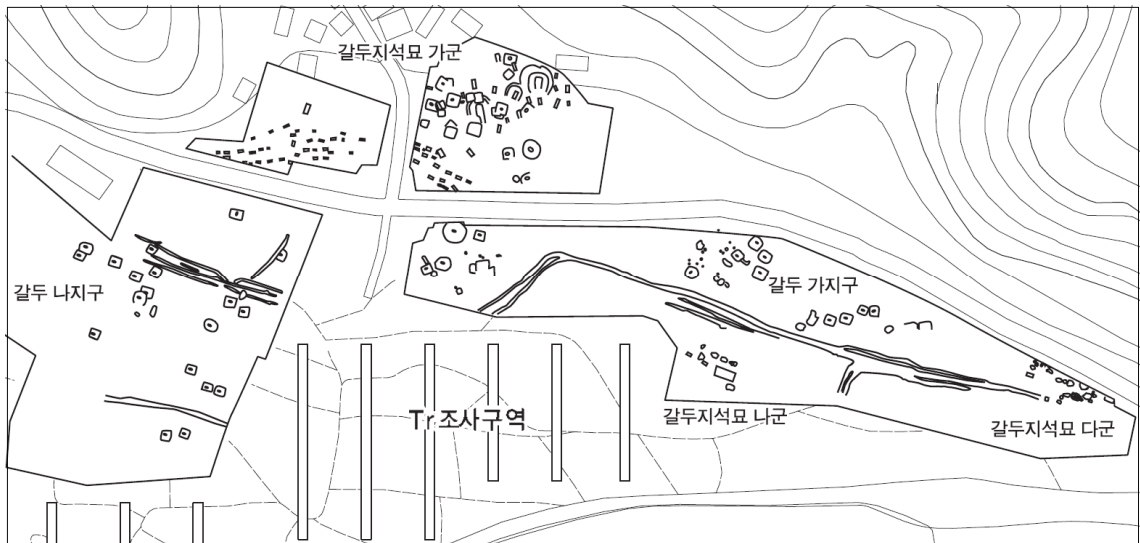 갈두지석묘 가군
갈두 나지구
갈두 가지구
Tr 조사구역
갈두지석묘 나군
갈두지석묘 다군